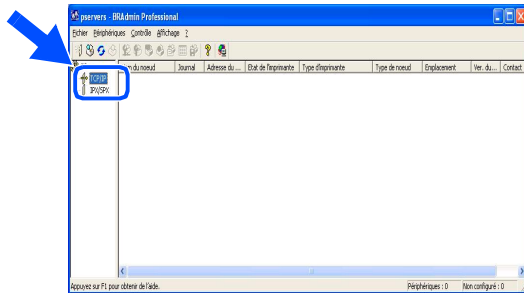 pservers - BRAdmin Professional
Fichier Périphériques Contrôle Affichage ?
du noeud Journal Adresse du ... Etat de l'imprimante Type d'imprimante Type de noeud Emplacement Ver. du... Contact
TCP/IP
IPX/SPX
Appuyez sur F1 pour obtenir de l'aide. Périphériques : 0 Non configuré : 0